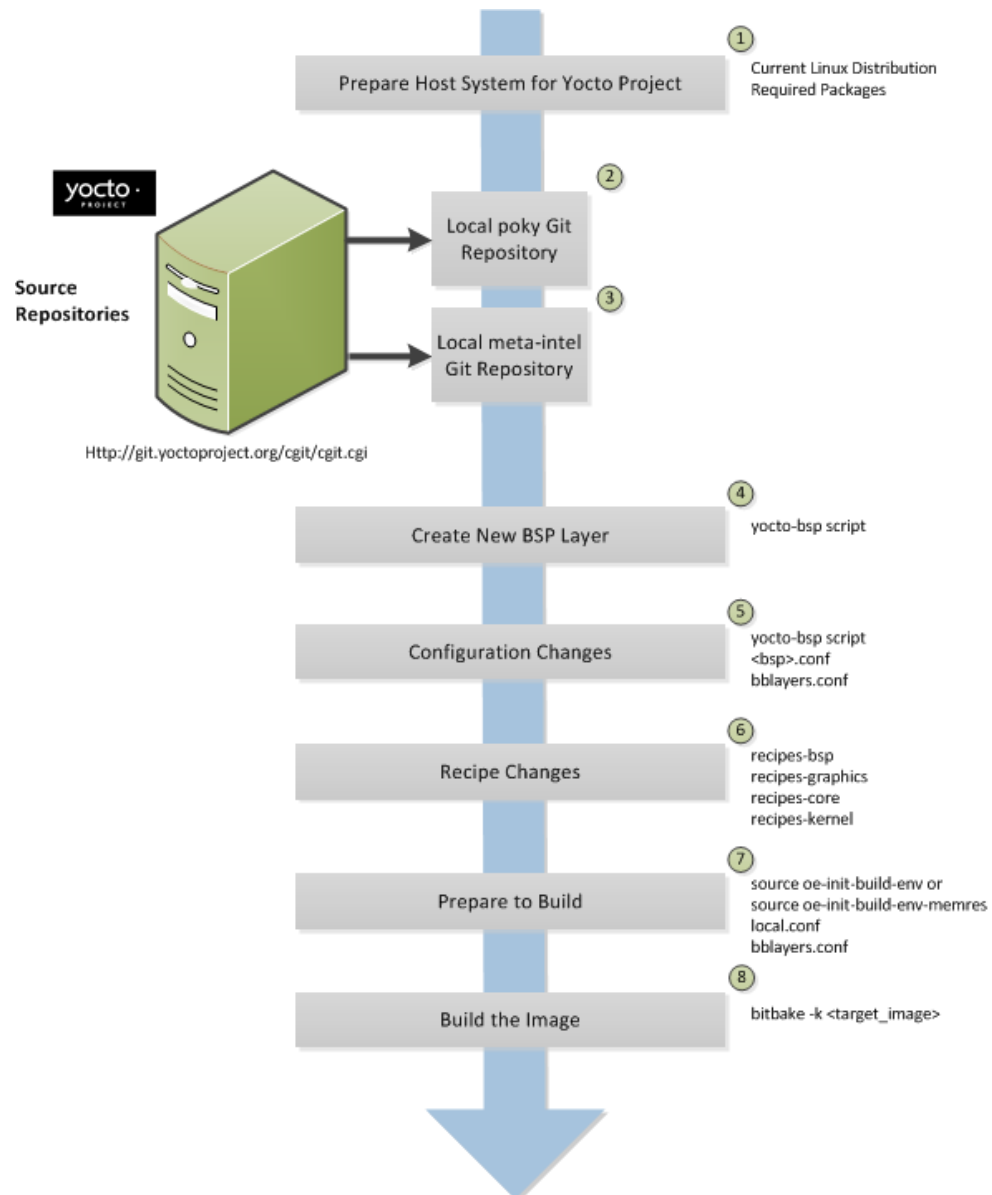 1
Prepare Host System for Yocto Project
Current Linux Distribution
Required Packages
yocto ·
PROJECT
Source
Repositories
Http://git.yoctoproject.org/cgit/cgit.cgi
2
Local poky Git
Repository
3
Local meta-intel
Git Repository
4
Create New BSP Layer
yocto-bsp script
5
Configuration Changes
yocto-bsp script
<bsp>.conf
bblayers.conf
6
Recipe Changes
recipes-bsp
recipes-graphics
recipes-core
recipes-kernel
7
Prepare to Build
source oe-init-build-env or
source oe-init-build-env-memres
local.conf
bblayers.conf
8
Build the Image
bitbake -k <target_image>